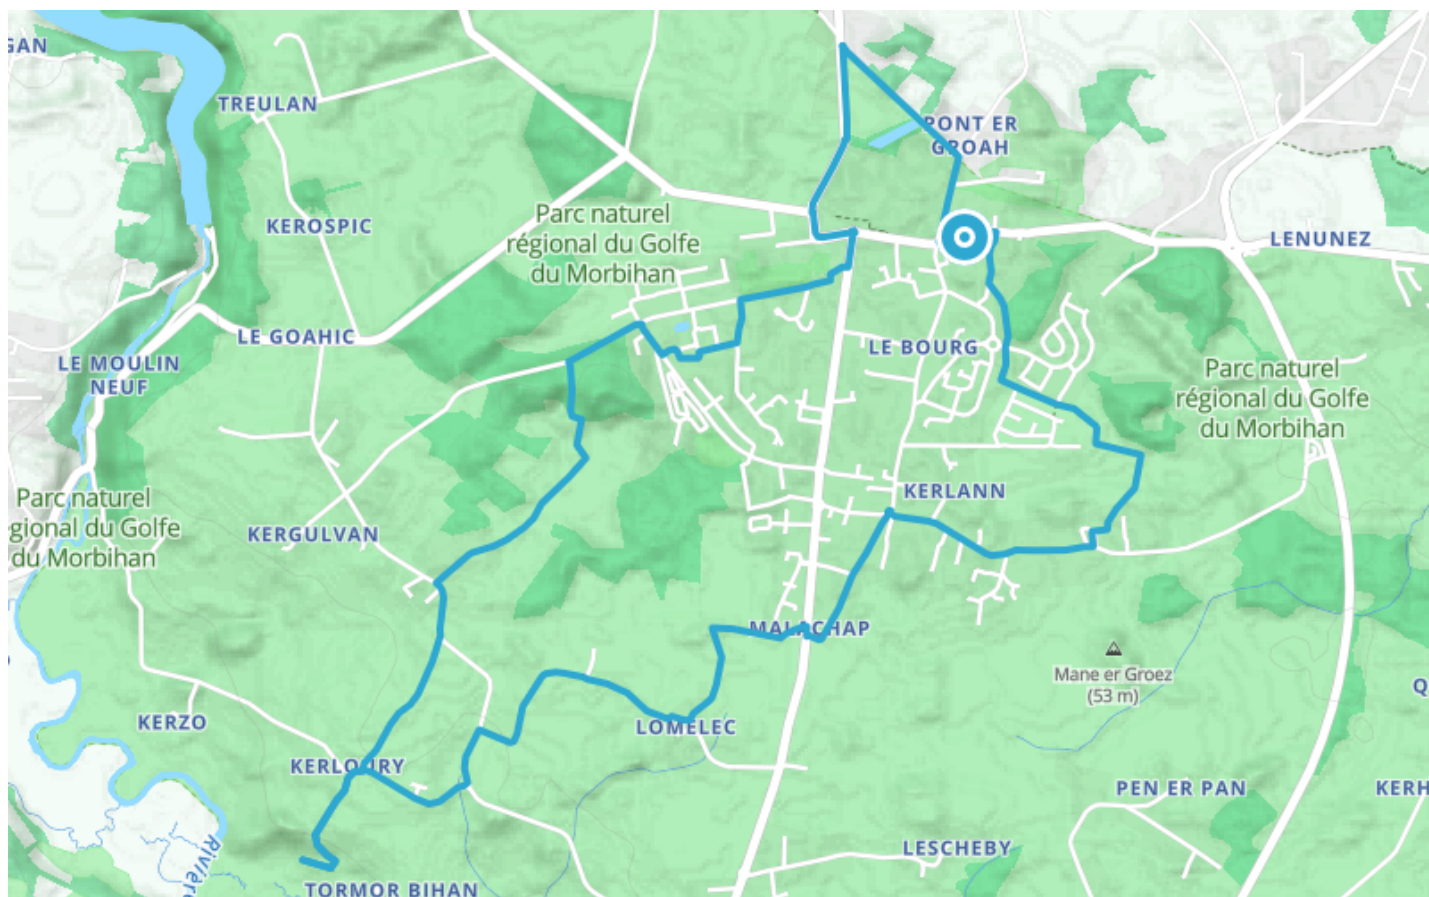 GAN
TREULAN
PONT ER
GROAH
Parc naturel
régional du Golfe
du Morbihan
KEROSPIC
LENUNEZ
LE GOAHIC
LE BOURG
LE MOULIN
NEUF
Parc naturel
régional du Golfe
du Morbihan
Parc naturel
gional du Golfe
du Morbihan
KERLANN
KERGULVAN
MALACHAP
Mane er Groez
(53 m)
Q
KERZO
LOMELEC
KERLOURY
PEN ER PAN
KERH
LESCHEBY
Rivièr
TORMOR BIHAN